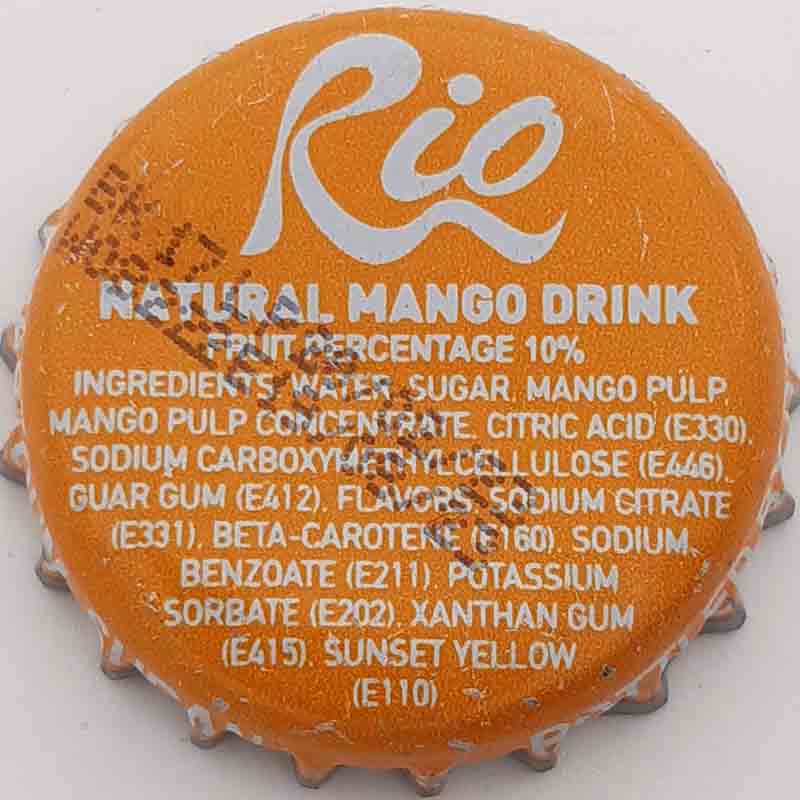 Rio
NATURAL MANGO DRINK
FRUIT PERCENTAGE 10%
INGREDIENTS, WATER, SUGAR, MANGO PULP,
MANGO PULP CONCENTRATE, CITRIC ACID (E330),
SODIUM CARBOXYMETHYLCELLULOSE (E446),
GUAR GUM (E412), FLAVORS, SODIUM CITRATE
(E331), BETA-CAROTENE (E160), SODIUM
BENZOATE (E211), POTASSIUM
SORBATE (E202), XANTHAN GUM
(E415), SUNSET YELLOW
(E110)